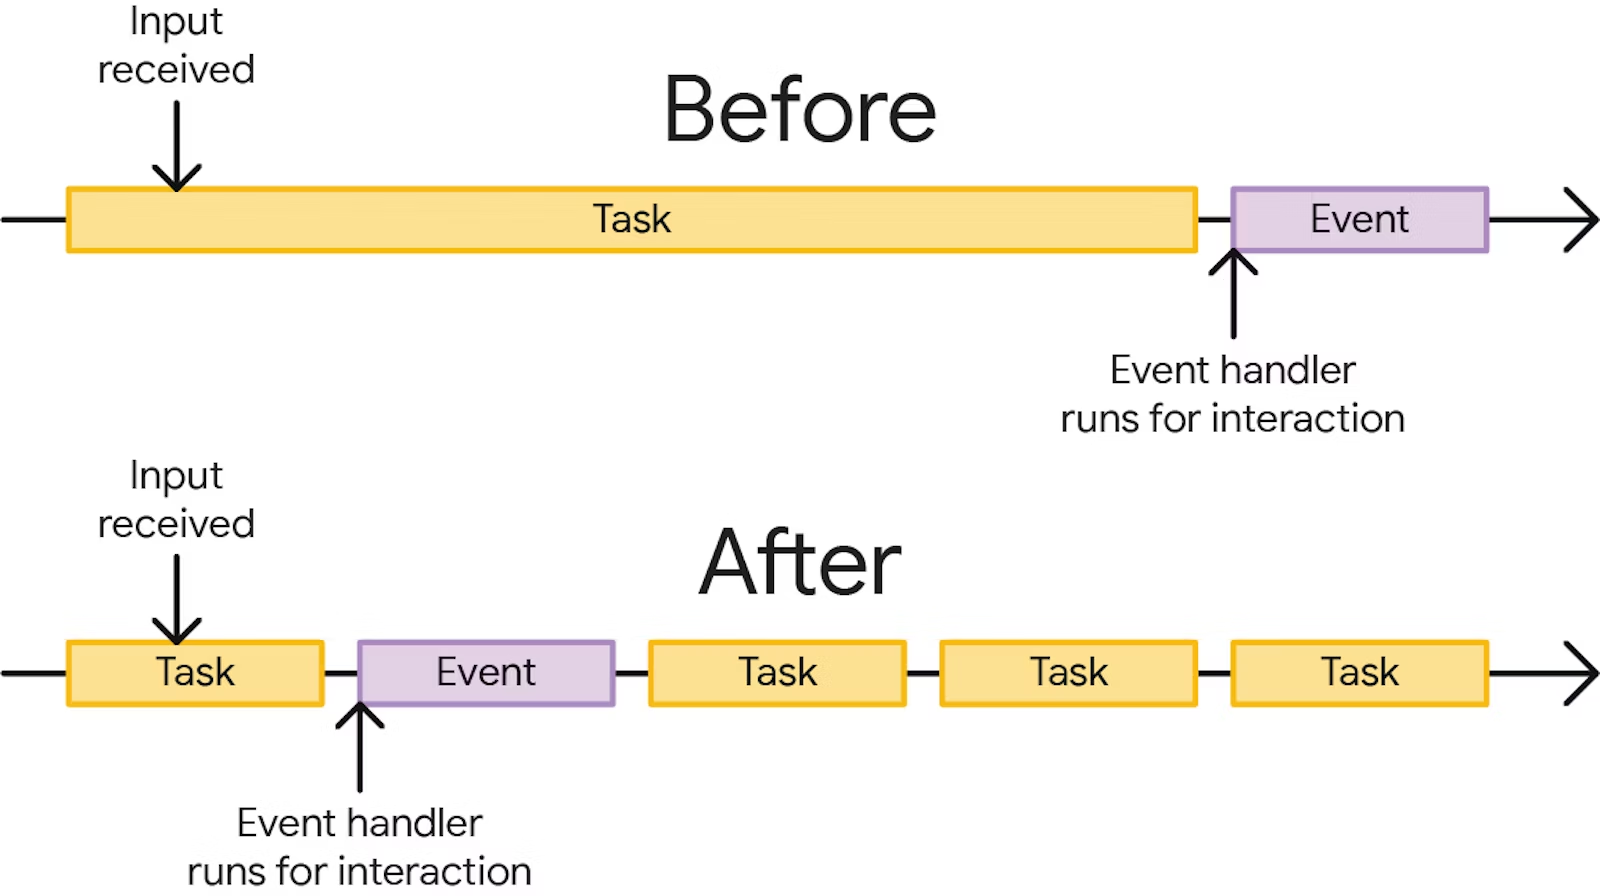 Input
received
Before
Task
Event
Event handler
runs for interaction
Input
received
After
Task
Event
Task
Task
Task
Event handler
runs for interaction